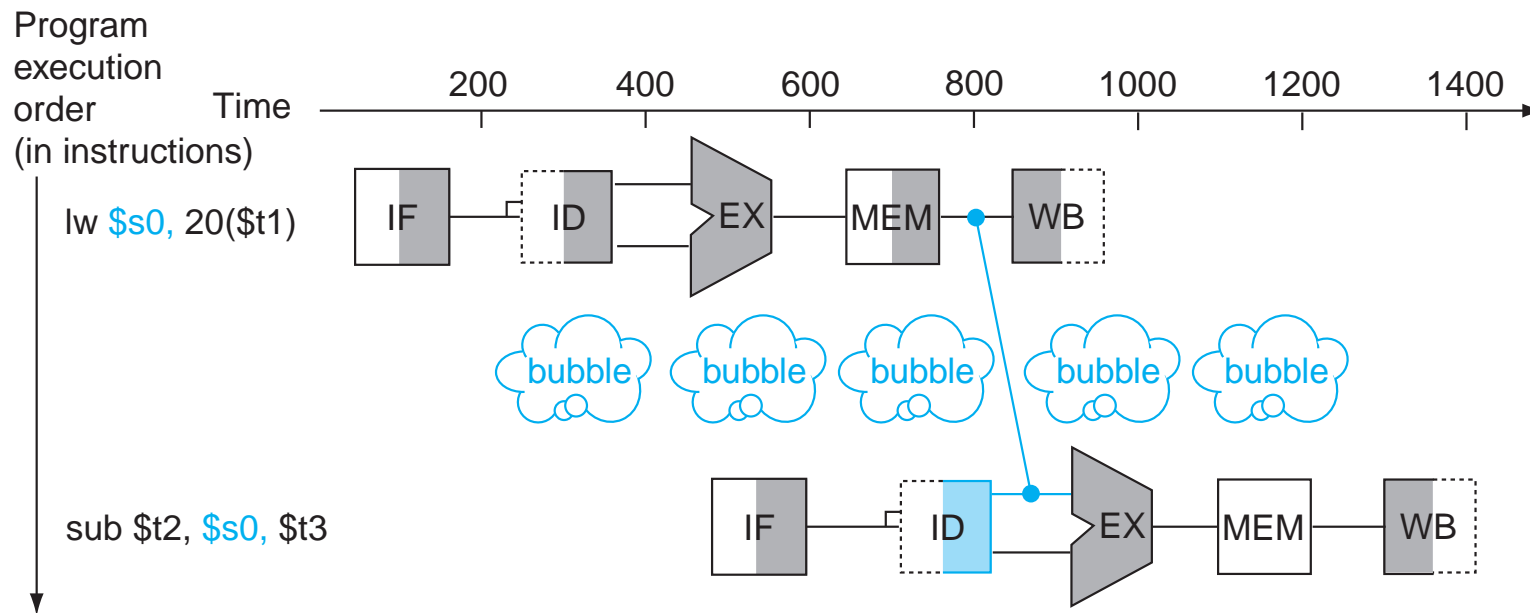 Program
execution
order
(in instructions)
Time
200 400 600 800 1000 1200 1400
lw $s0, 20($t1)
IF ID EX MEM WB
bubble bubble bubble bubble bubble
sub $t2, $s0, $t3
IF ID EX MEM WB